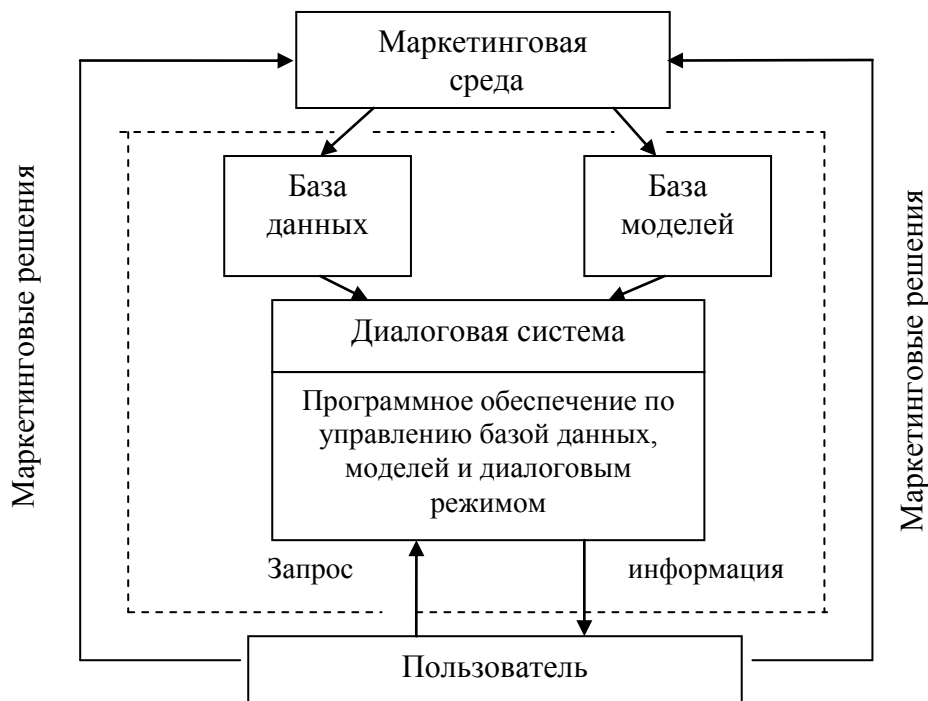 Маркетинговая
среда
База
данных
База
моделей
Маркетинговые решения
Маркетинговые решения
Диалоговая система
Программное обеспечение по
управлению базой данных,
моделей и диалоговым
режимом
Запрос
информация
Пользователь